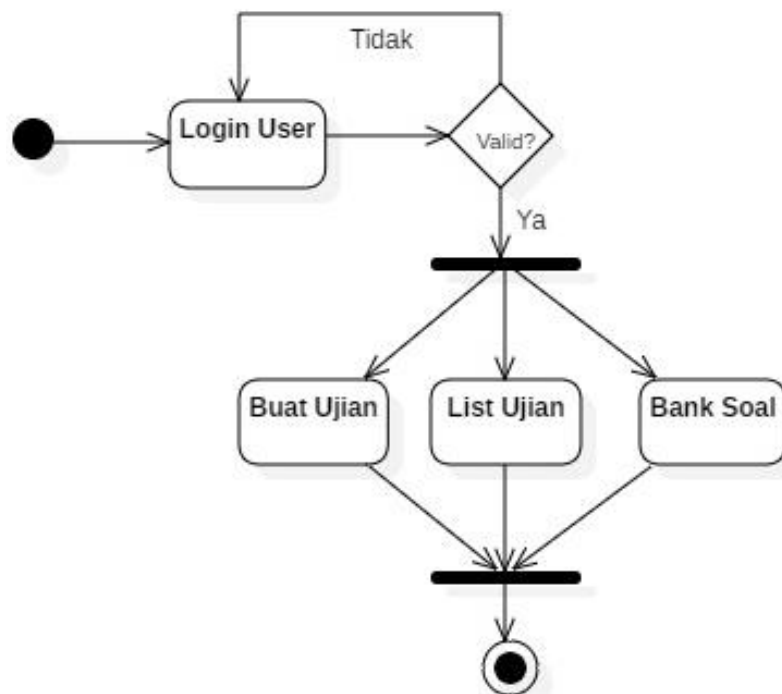 Tidak
Login User
Valid?
Ya
Buat Ujian
List Ujian
Bank Soal